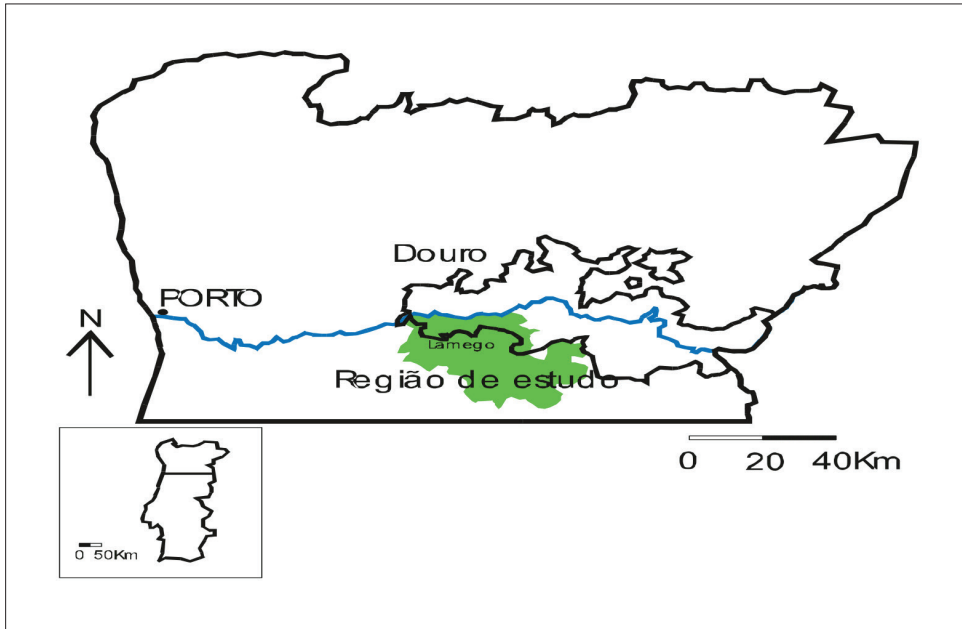 Douro
PORTO
N
Lamego
Região de estudo
0 20 40Km
0 50Km